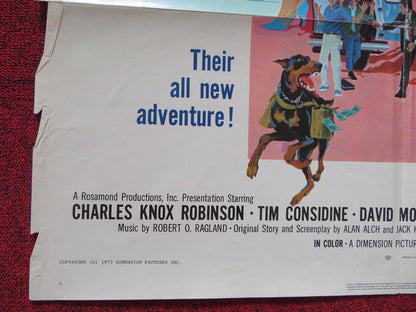 Their
all new
adventure!
A Rosamond Productions, Inc. Presentation Starring
CHARLES KNOX ROBINSON · TIM CONSIDINE · DAVID MO
Music by ROBERT O. RAGLAND · Original Story and Screenplay by ALAN ALCH and JACK K
IN COLOR · A DIMENSION PICTUR
COPYRIGHT (c) 1973 DIMENSION PICTURES INC.